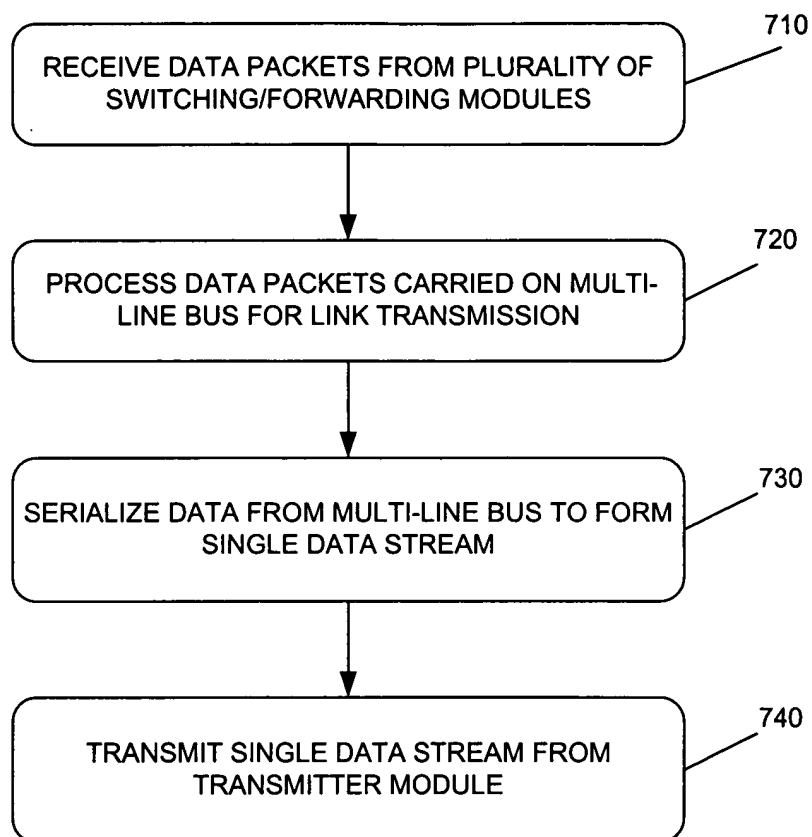 710
RECEIVE DATA PACKETS FROM PLURALITY OF
SWITCHING/FORWARDING MODULES
720
PROCESS DATA PACKETS CARRIED ON MULTI-
LINE BUS FOR LINK TRANSMISSION
730
SERIALIZE DATA FROM MULTI-LINE BUS TO FORM
SINGLE DATA STREAM
740
TRANSMIT SINGLE DATA STREAM FROM
TRANSMITTER MODULE